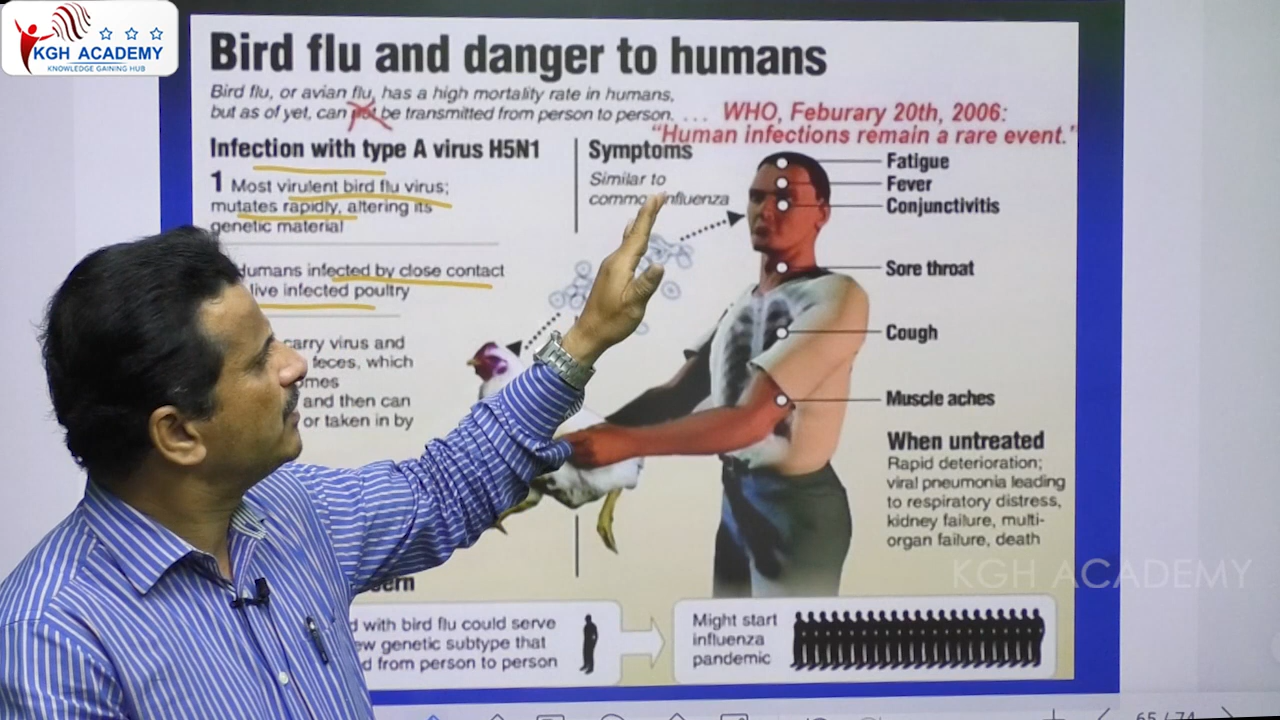 KGH ACADEMY
KNOWLEDGE GAINING HUB
Bird flu and danger to humans
Bird flu, or avian flu, has a high mortality rate in humans,
but as of yet, can not be transmitted from person to person. ...
WHO, Feburary 20th, 2006:
"Human infections remain a rare event."
Infection with type A virus H5N1
1 Most virulent bird flu virus;
mutates rapidly, altering its
genetic material
Humans infected by close contact
live infected poultry
carry virus and
feces, which
and then can
or taken in by
Symptoms
Similar to
influenza
Fatigue
Fever
Conjunctivitis
Sore throat
Cough
Muscle aches
When untreated
Rapid deterioration;
viral pneumonia leading
to respiratory distress,
kidney failure, multi-
organ failure, death
KGH ACADEMY
with bird flu could serve
genetic subtype that
from person to person
Might start
influenza
pandemic
65 / 74